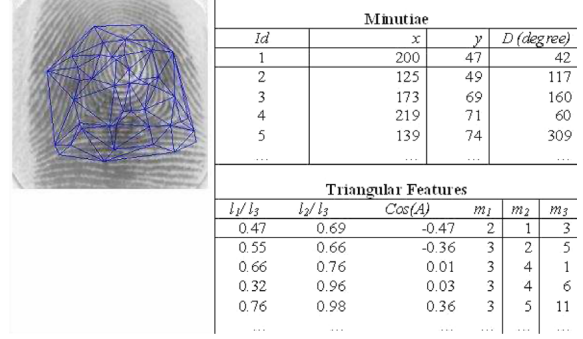 Minutiae
Id x y D (degree)
1 200 47 42
2 125 49 117
3 173 69 160
4 219 71 60
5 139 74 309
... ... ... ...
Triangular Features
l1/ l3 l2/ l3 Cos(A) m1 m2 m3
0.47 0.69 -0.47 2 1 3
0.55 0.66 -0.36 3 2 5
0.66 0.76 0.01 3 4 1
0.32 0.96 0.03 3 4 6
0.76 0.98 0.36 3 5 11
... ... ... ... ... ...